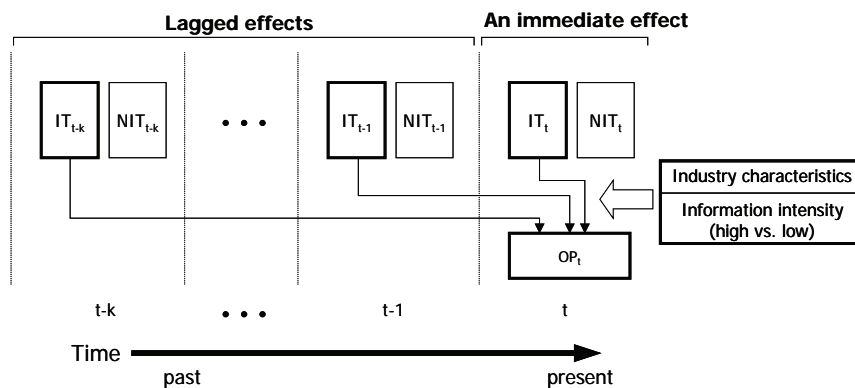 Lagged effects
An immediate effect
IT_{t-k}
NIT_{t-k}
• • •
IT_{t-1}
NIT_{t-1}
IT_t
NIT_t
Industry characteristics
Information intensity
(high vs. low)
OP_t
t-k
• • •
t-1
t
Time
past
present